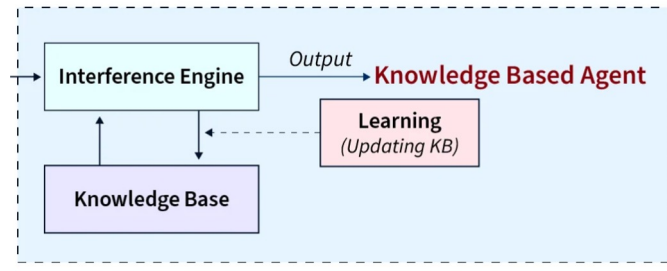 Interference Engine
Output
Knowledge Based Agent
Learning
(Updating KB)
Knowledge Base